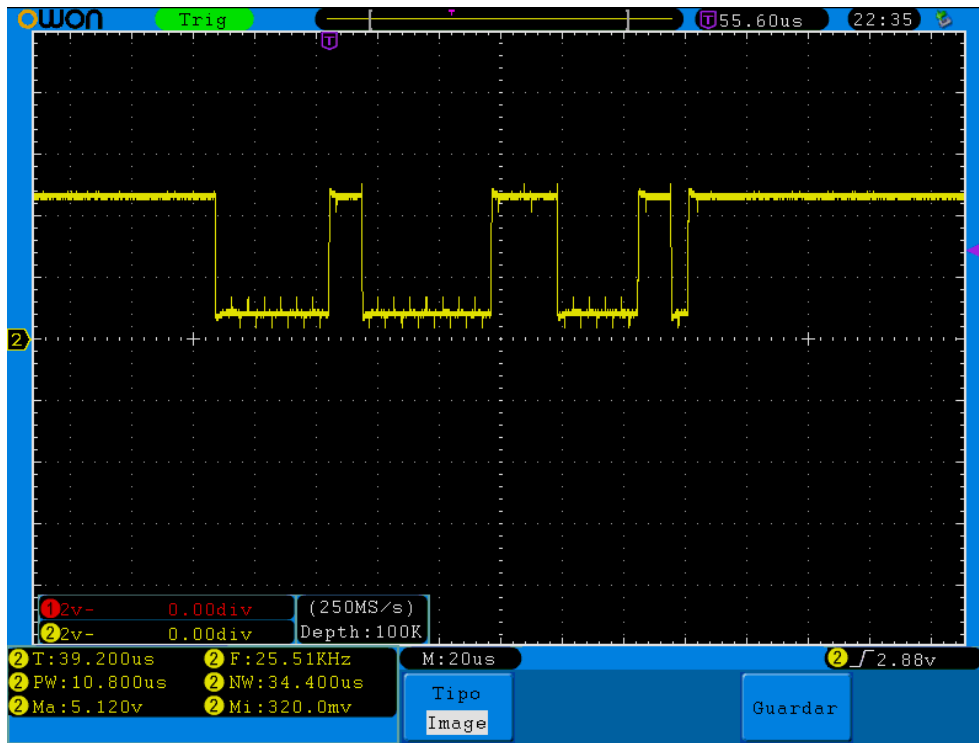 owon Trig T T55.60us 22:35
T
2
1 2v- 0.00div (250MS/s)
2 2v- 0.00div Depth:100K
2 T:39.200us 2 F:25.51KHz M:20us 2 2.88v
2 PW:10.800us 2 NW:34.400us
2 Ma:5.120v 2 Mi:320.0mv
Tipo
Image
Guardar